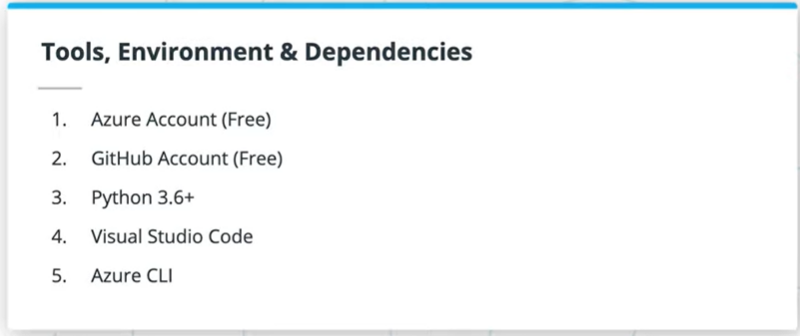 Tools, Environment & Dependencies
1. Azure Account (Free)
2. GitHub Account (Free)
3. Python 3.6+
4. Visual Studio Code
5. Azure CLI